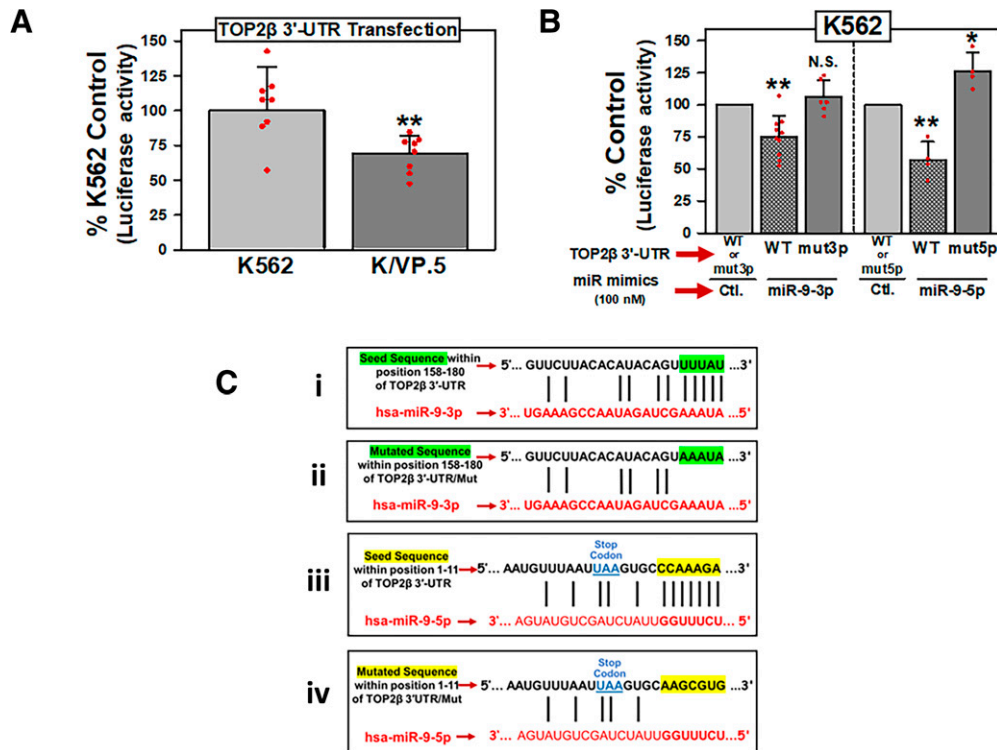 A
TOP2β 3'-UTR Transfection
% K562 Control
(Luciferase activity)
150
125
100
75
50
25
0
**
K562
K/VP.5
B
K562
% Control
(Luciferase activity)
150
125
100
75
50
25
0
**
N.S.
**
*
TOP2β 3'-UTR
WT or mut3p
WT
mut3p
WT or mut5p
WT
mut5p
miR mimics
(100 nM)
Ctl.
miR-9-3p
Ctl.
miR-9-5p
C
i
Seed Sequence within
position 158-180
of TOP2β 3'-UTR
5'... GUUCUUACACAUACAGUUUUAU ...3'
hsa-miR-9-3p
3'... UGAAAGCCAAUAGAUCGAAAUA ...5'
ii
Mutated Sequence
within position 158-180
of TOP2β 3'-UTR/Mut
5'... GUUCUUACACAUACAGUAAAUA ...3'
hsa-miR-9-3p
3'... UGAAAGCCAAUAGAUCGAAAUA ...5'
iii
Seed Sequence
within position 1-11
of TOP2β 3'-UTR
Stop
Codon
5'... AAUGUUUAAUUAAGUGCCCAAAGA ...3'
hsa-miR-9-5p
3'... AGUAUGUCGAUCUAUUGGUUUCU... 5'
iv
Mutated Sequence
within position 1-11
of TOP2β 3'UTR/Mut
Stop
Codon
5'... AAUGUUUAAUUAAGUGCAAGCGUG ...3'
hsa-miR-9-5p
3'... AGUAUGUCGAUCUAUUGGUUUCU... 5'